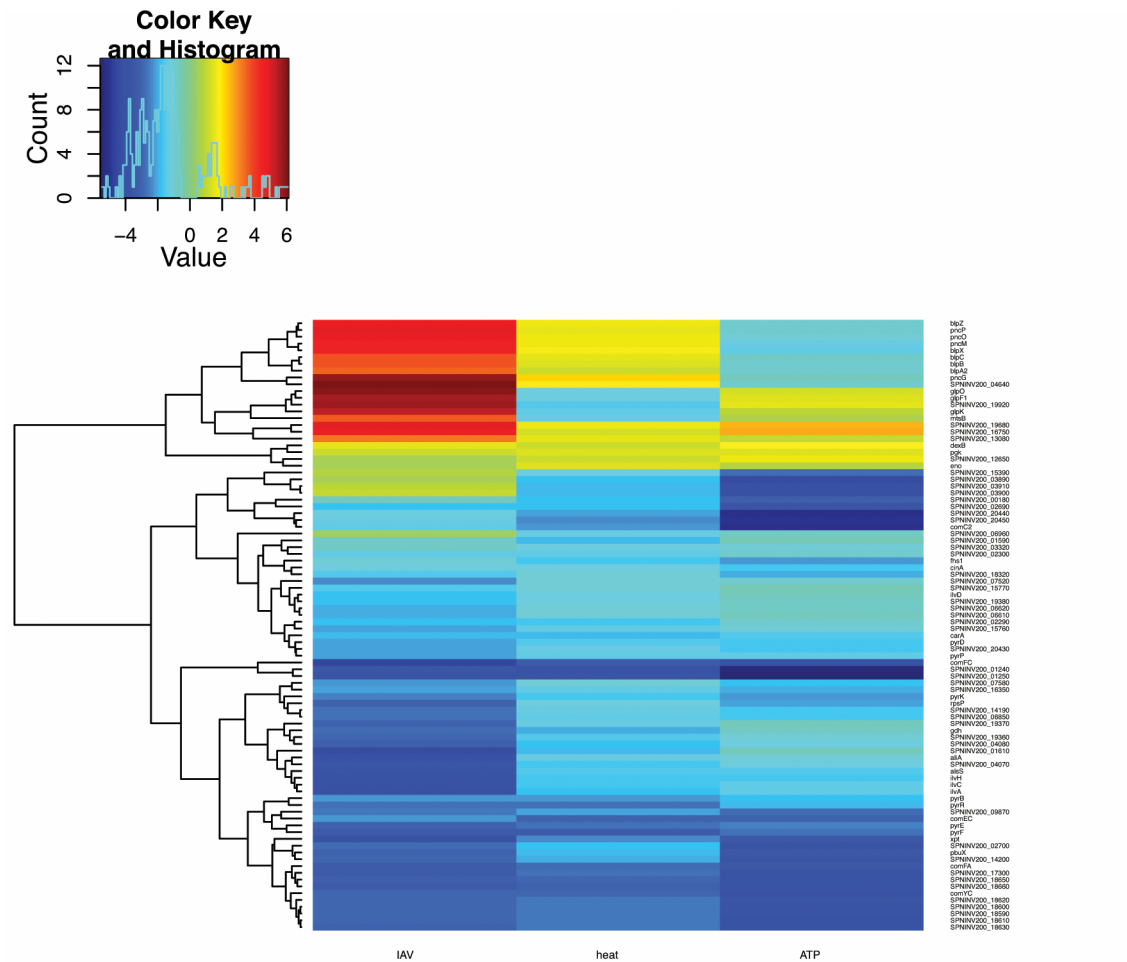 Color Key
and Histogram
Count
0
4
8
12
−4
0
2
4
6
Value
blpZ
pncP
pncO
pncM
blpX
blpC
blpB
blpA2
pncG
SPNINV200_04640
glpO
glpF1
SPNINV200_19920
glpK
mtsB
SPNINV200_19680
SPNINV200_16750
SPNINV200_13080
dexB
pgk
SPNINV200_12650
eno
SPNINV200_15390
SPNINV200_03890
SPNINV200_03910
SPNINV200_03900
SPNINV200_00180
SPNINV200_02690
SPNINV200_20440
SPNINV200_20450
comC2
SPNINV200_06960
SPNINV200_01590
SPNINV200_03320
SPNINV200_02300
fhs1
cinA
SPNINV200_18320
SPNINV200_07520
SPNINV200_15770
ilvD
SPNINV200_19380
SPNINV200_06620
SPNINV200_06610
SPNINV200_02290
SPNINV200_15760
carA
pyrD
SPNINV200_20430
pyrP
comFC
SPNINV200_01240
SPNINV200_01250
SPNINV200_07580
SPNINV200_16350
pyrK
rpsP
SPNINV200_14190
SPNINV200_06850
SPNINV200_19370
gdh
SPNINV200_19360
SPNINV200_04080
SPNINV200_01610
aliA
SPNINV200_04070
alsS
ilvH
ilvC
ilvA
pyrB
pyrR
SPNINV200_09870
comEC
pyrE
pyrF
xpt
SPNINV200_02700
pbuX
SPNINV200_14200
comFA
SPNINV200_17300
SPNINV200_18650
SPNINV200_18660
comYC
SPNINV200_18620
SPNINV200_18600
SPNINV200_18590
SPNINV200_18610
SPNINV200_18630
IAV heat ATP